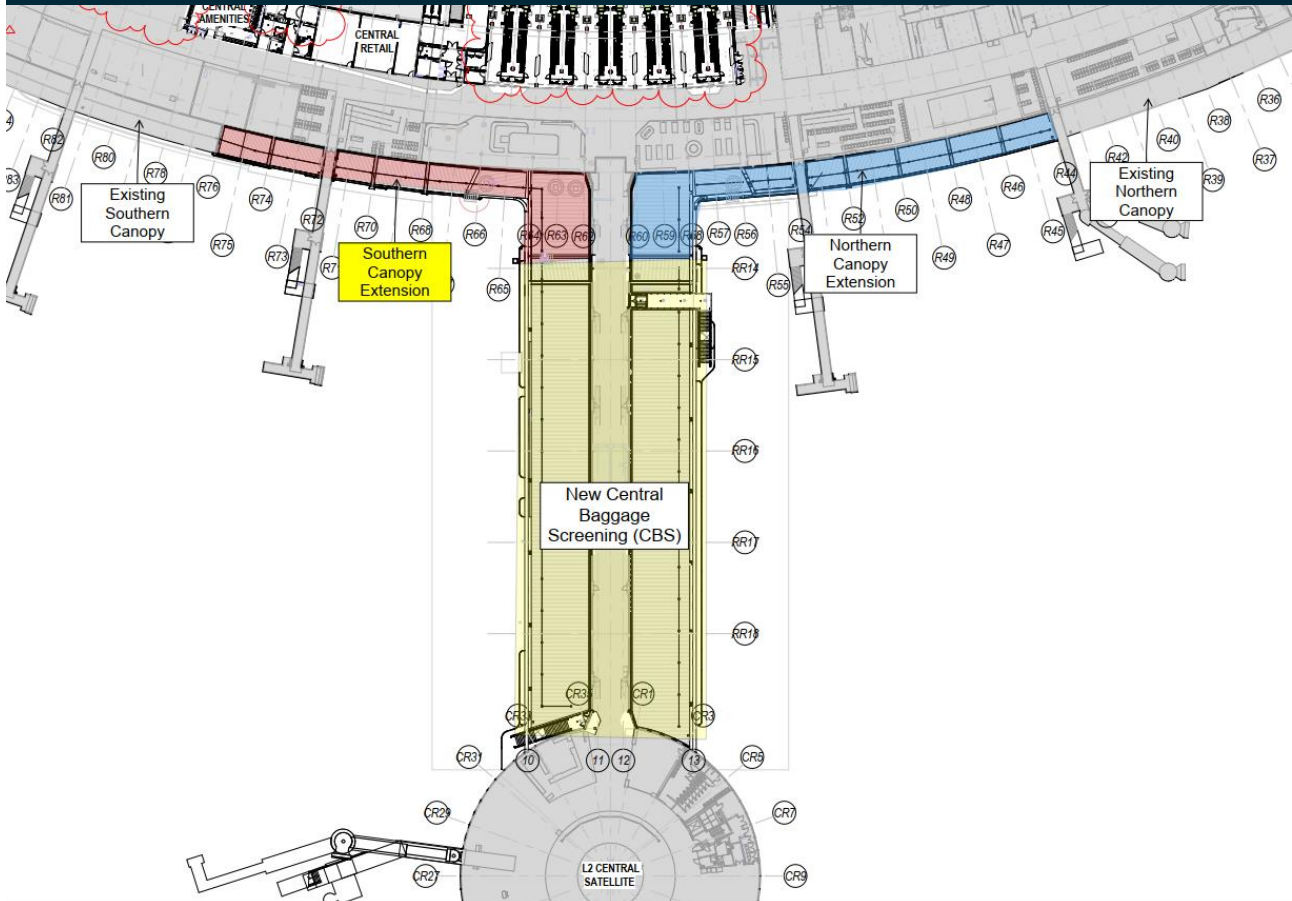 CENTRAL
AMENITIES
CENTRAL
RETAIL
R82
R80
R78
R76
R81
R74
R75
R72
R73
R70
R68
R66
R65
R64
R63
R62
R60
R59
R58
R57
R56
R55
R54
R52
R50
R49
R48
R47
R46
R45
R44
R42
R40
R39
R38
R37
R36
Existing
Southern
Canopy
Southern
Canopy
Extension
Northern
Canopy
Extension
Existing
Northern
Canopy
RR14
RR15
RR16
RR17
RR18
New Central
Baggage
Screening (CBS)
CR35
CR1
CR33
CR3
10
11
12
13
CR31
CR5
CR29
CR7
CR27
CR9
L2 CENTRAL
SATELLITE